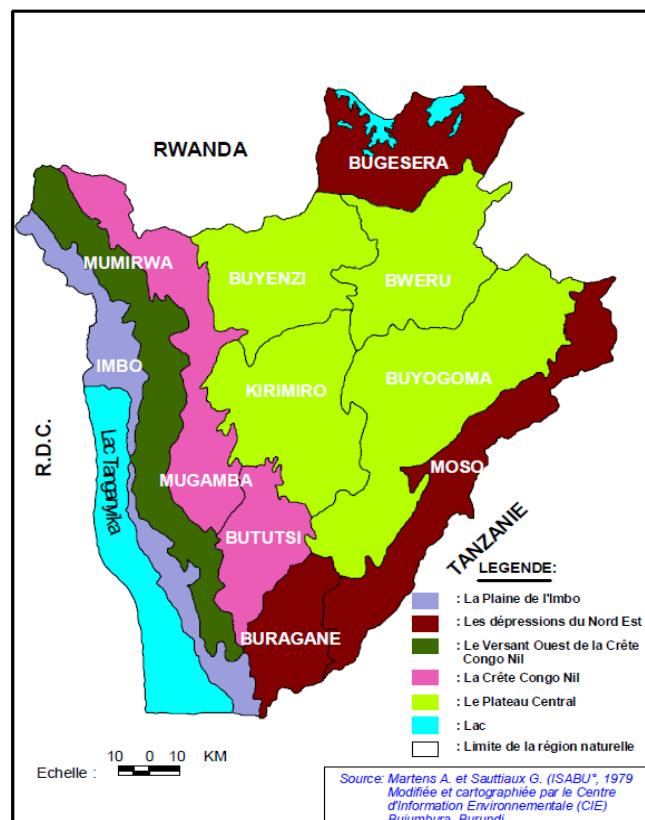 RWANDA
BUGESERA
MUMIRWA
BUYENZI
BWERU
IMBO
KIRIMIRO
BUYOGOMA
R.D.C.
Lac Tanganyika
MUGAMBA
MOSO
BUTUTSI
TANZANIE
BURAGANE
LEGENDE:
: La Plaine de l'Imbo
: Les dépressions du Nord Est
: Le Versant Ouest de la Crête
Congo Nil
: La Crête Congo Nil
: Le Plateau Central
: Lac
: Limite de la région naturelle
10 0 10 KM
Echelle :
Source: Martens A. et Sauttiaux G. (ISABU°, 1979
Modifiée et cartographiée par le Centre
d'Information Environnementale (CIE)
Bujumbura, Burundi